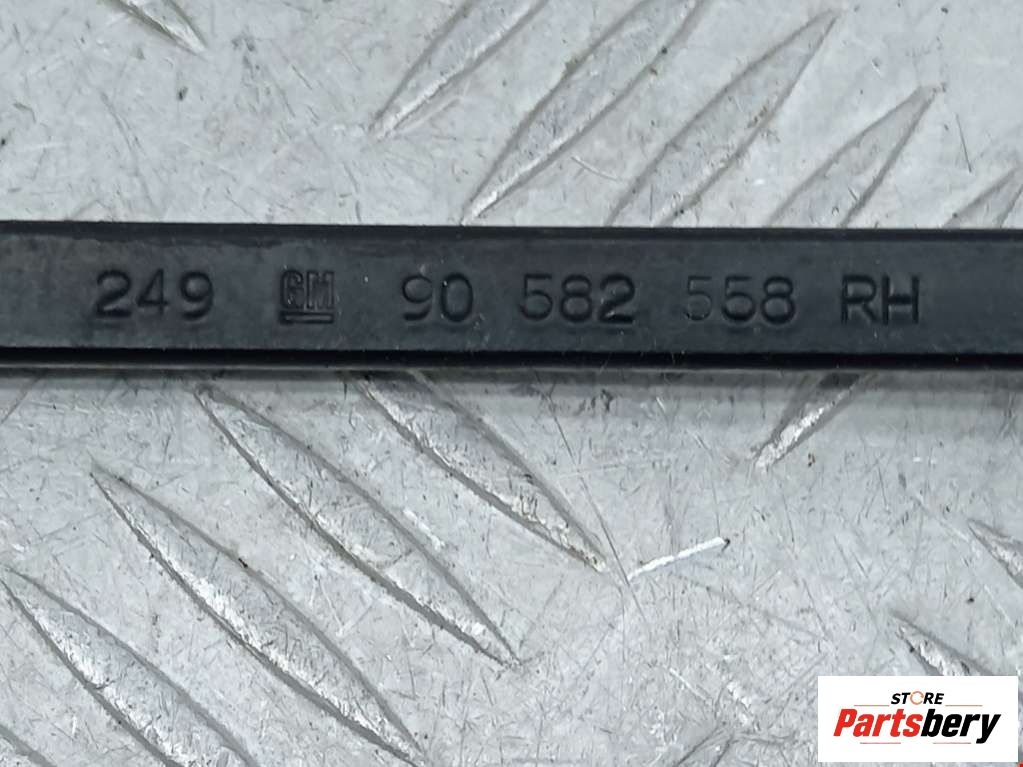 249 GM 90 582 558 RH
STORE
Partsbery